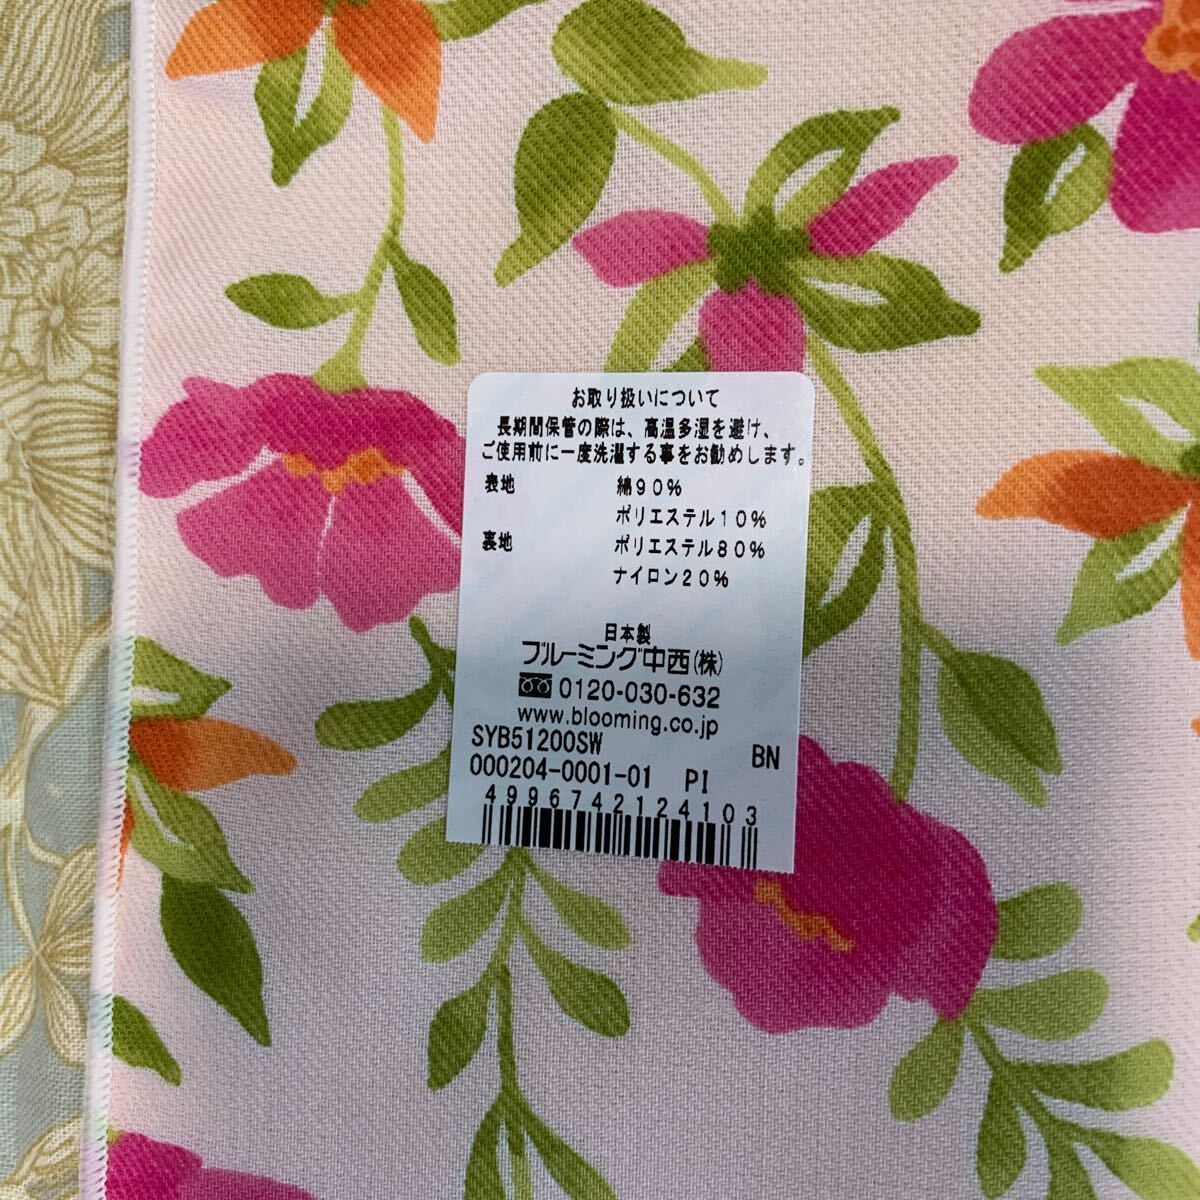 お取り扱いについて
長期間保管の際は、高温多湿を避け、
ご使用前に一度洗濯する事をお勧めします。
表地 綿90%
ポリエステル10%
裏地 ポリエステル80%
ナイロン20%
日本製
ブルーミング中西(株)
0120-030-632
www.blooming.co.jp
SYB51200SW BN
000204-0001-01 PI
4996742124103